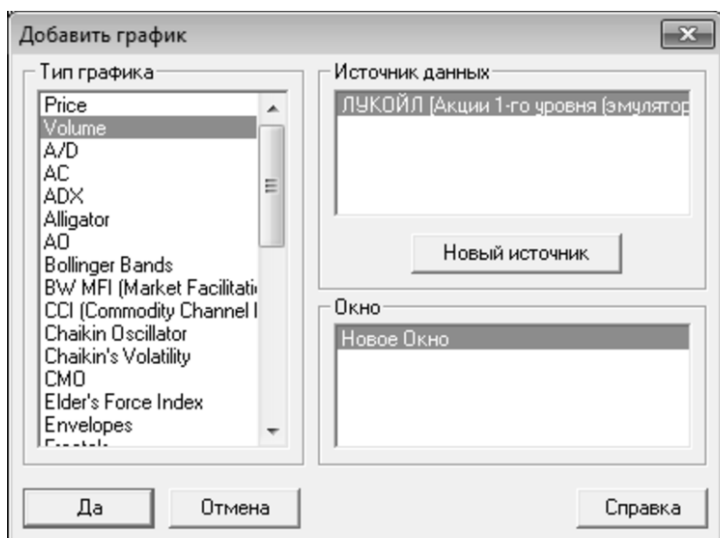 Добавить график
Тип графика
Price
Volume
A/D
AC
ADX
Alligator
AO
Bollinger Bands
BW MFI (Market Facilitati
CCI (Commodity Channel I
Chaikin Oscillator
Chaikin's Volatility
CMO
Elder's Force Index
Envelopes
Источник данных
ЛУКОЙЛ [Акции 1-го уровня (эмулятор
Новый источник
Окно
Новое Окно
Да
Отмена
Справка